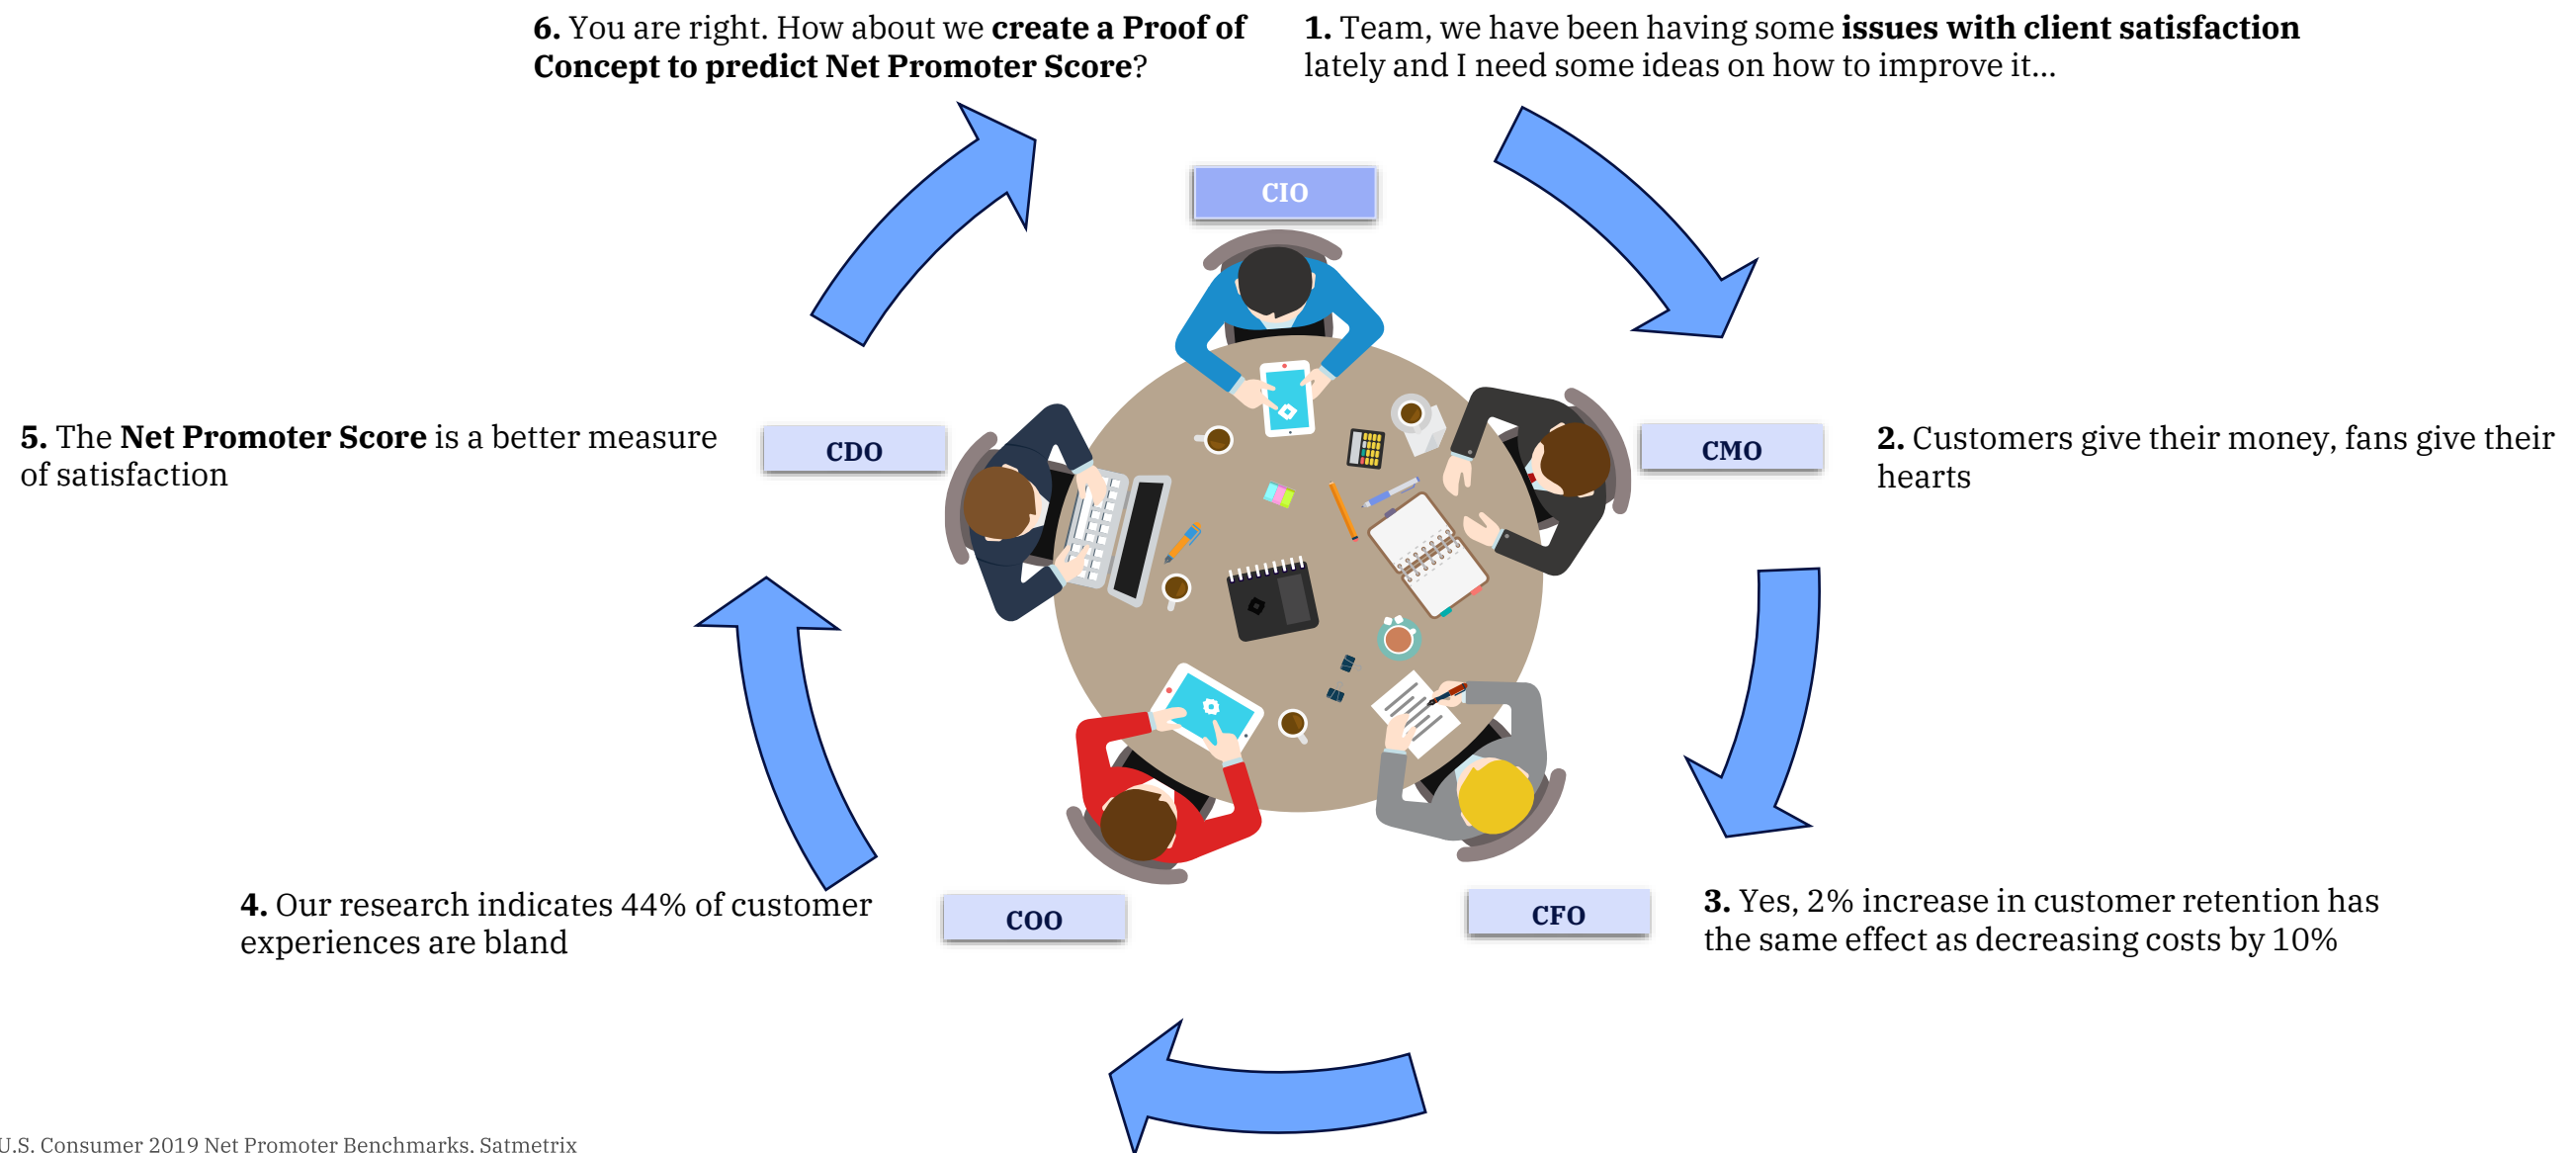 6. You are right. How about we create a Proof of
Concept to predict Net Promoter Score?
1. Team, we have been having some issues with client satisfaction
lately and I need some ideas on how to improve it...
CIO
5. The Net Promoter Score is a better measure
of satisfaction
CDO
CMO
2. Customers give their money, fans give their
hearts
4. Our research indicates 44% of customer
experiences are bland
COO
CFO
3. Yes, 2% increase in customer retention has
the same effect as decreasing costs by 10%
U.S. Consumer 2019 Net Promoter Benchmarks, Satmetrix